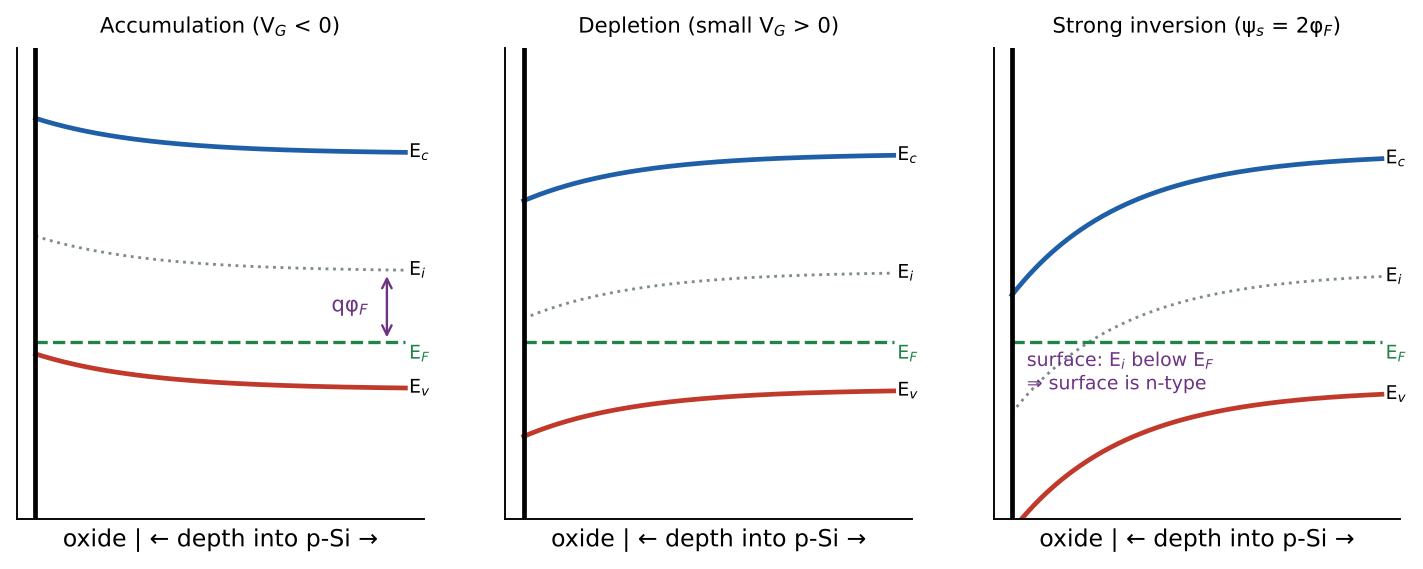 Accumulation (V_G < 0)
E_c
E_i
qφ_F
E_F
E_v
oxide | ← depth into p-Si →
Depletion (small V_G > 0)
E_c
E_i
E_F
E_v
oxide | ← depth into p-Si →
Strong inversion (ψ_s = 2φ_F)
E_c
E_i
E_F
surface: E_i below E_F
⇒ surface is n-type
E_v
oxide | ← depth into p-Si →